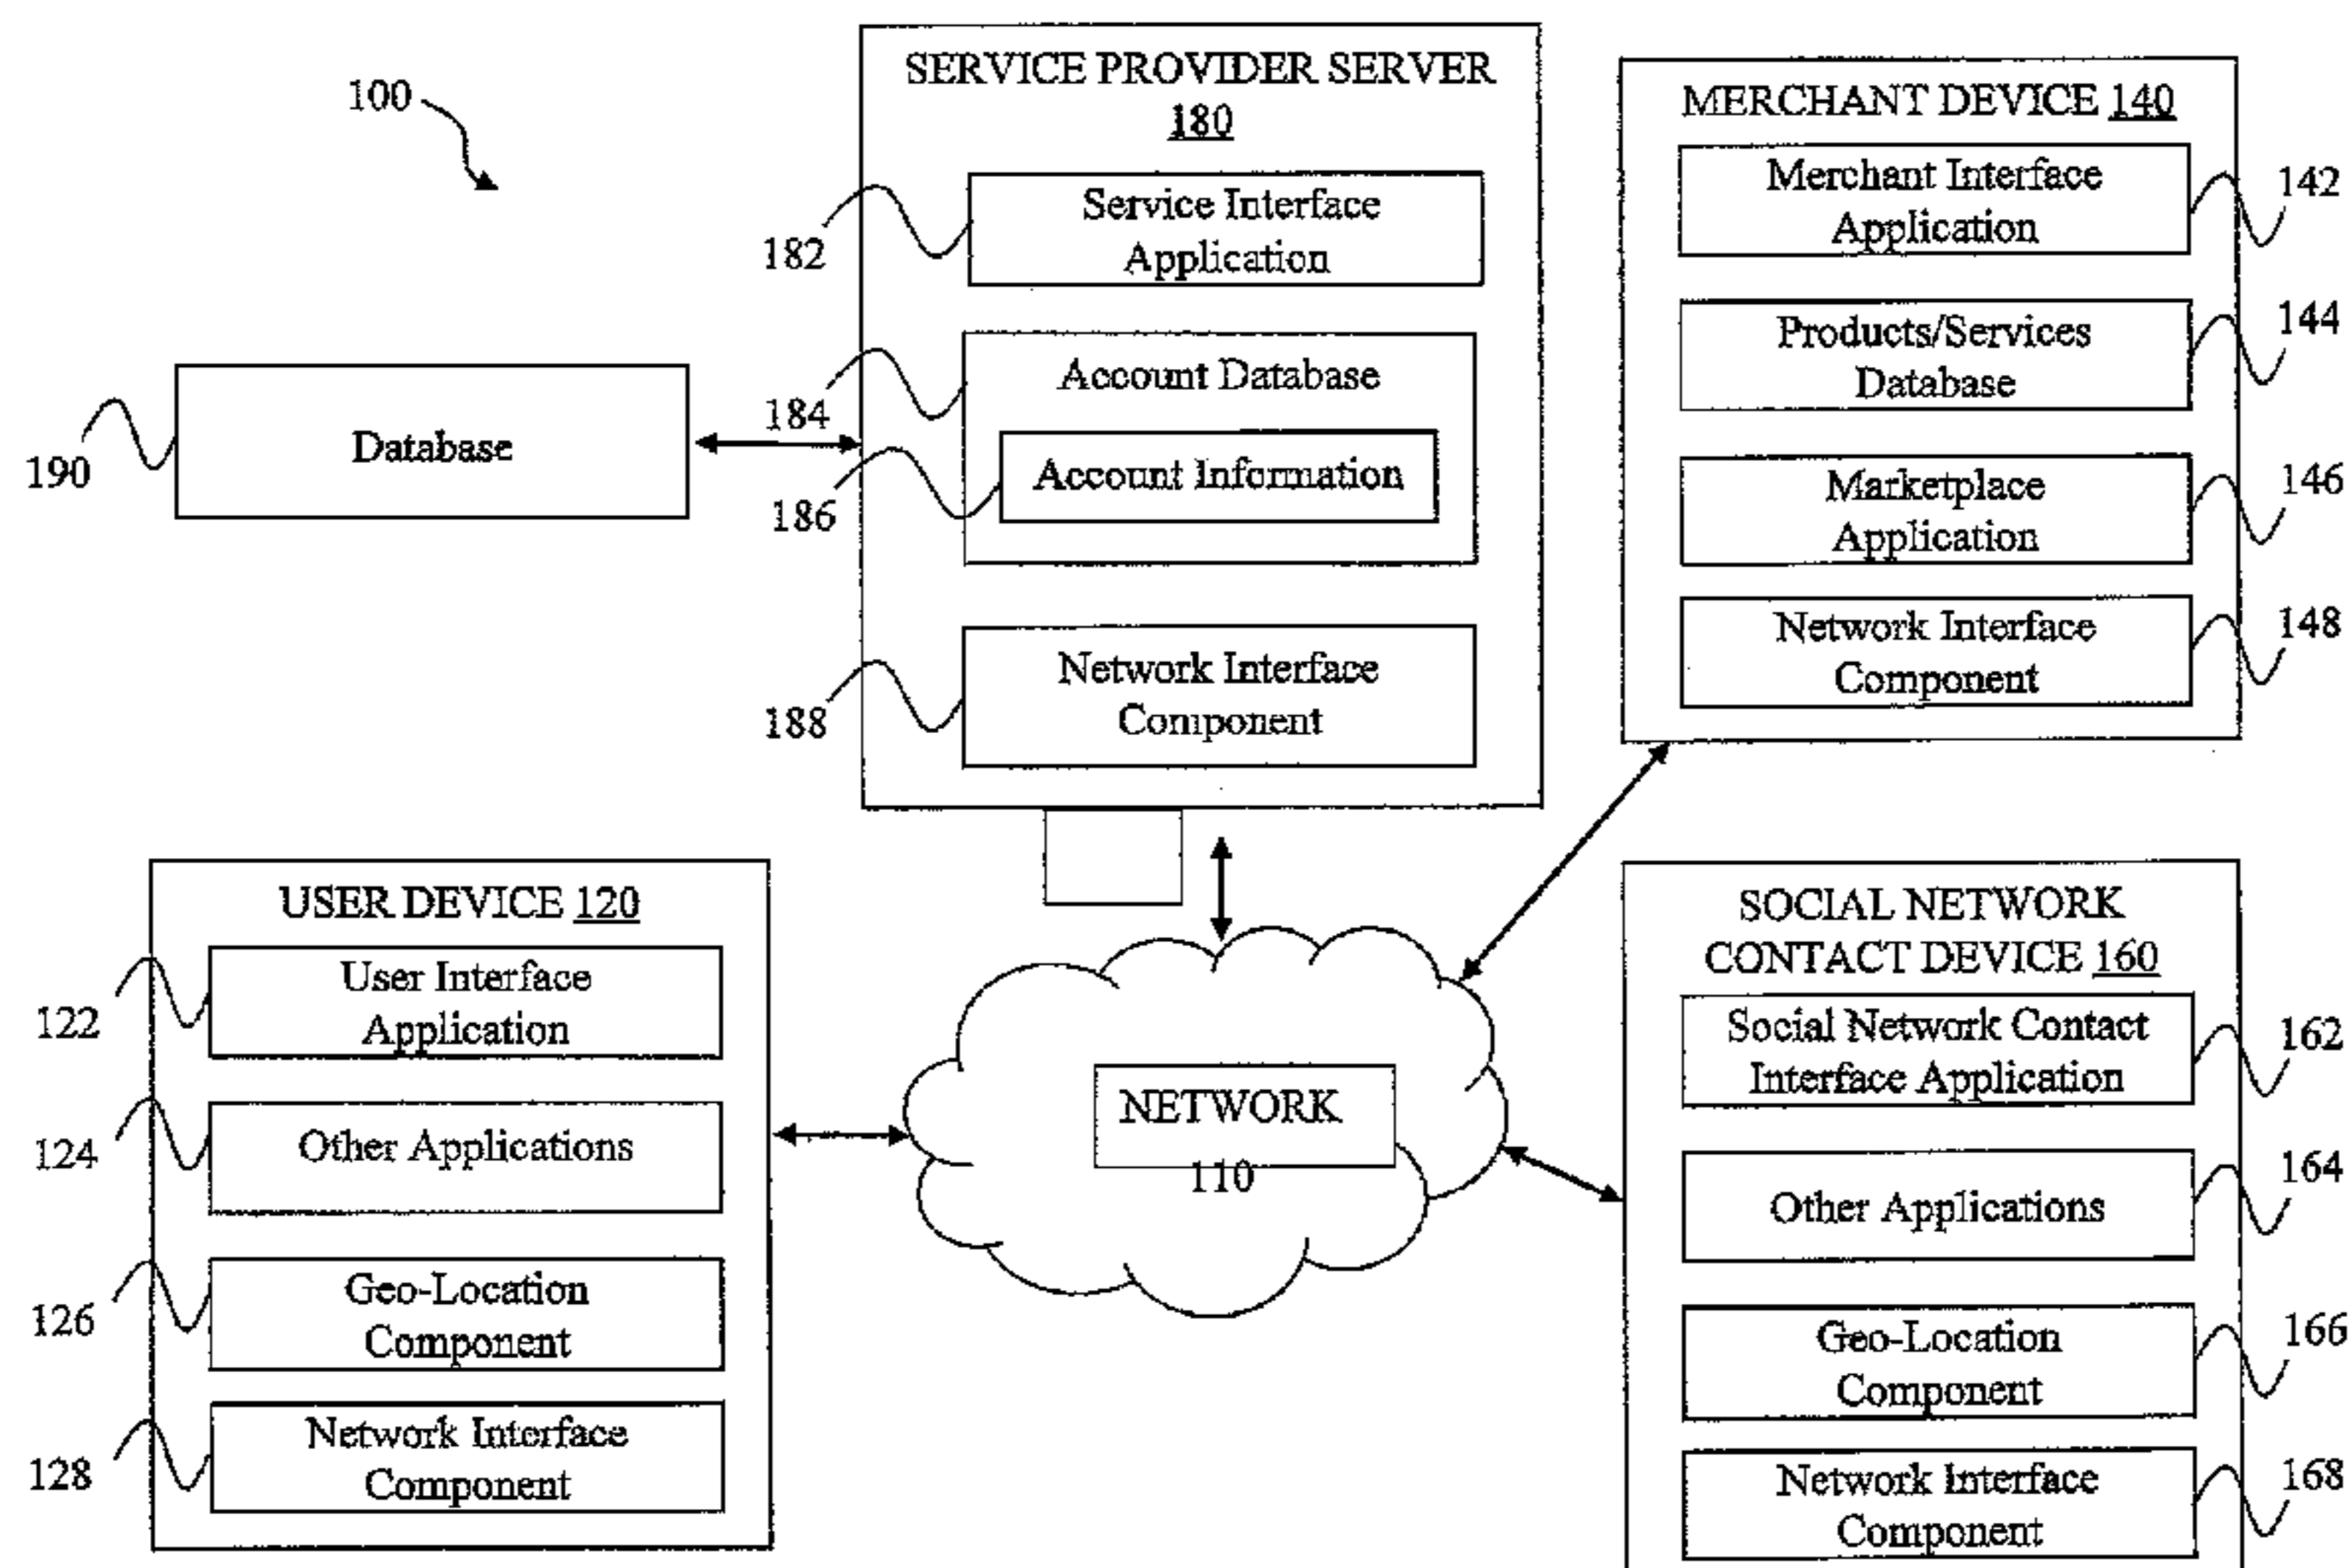 100
SERVICE PROVIDER SERVER
180
182
Service Interface
Application
184
Account Database
186
Account Information
188
Network Interface
Component
190
Database
MERCHANT DEVICE 140
Merchant Interface
Application
142
Products/Services
Database
144
Marketplace
Application
146
Network Interface
Component
148
USER DEVICE 120
122
User Interface
Application
124
Other Applications
126
Geo-Location
Component
128
Network Interface
Component
NETWORK
110
SOCIAL NETWORK
CONTACT DEVICE 160
Social Network Contact
Interface Application
162
Other Applications
164
Geo-Location
Component
166
Network Interface
Component
168